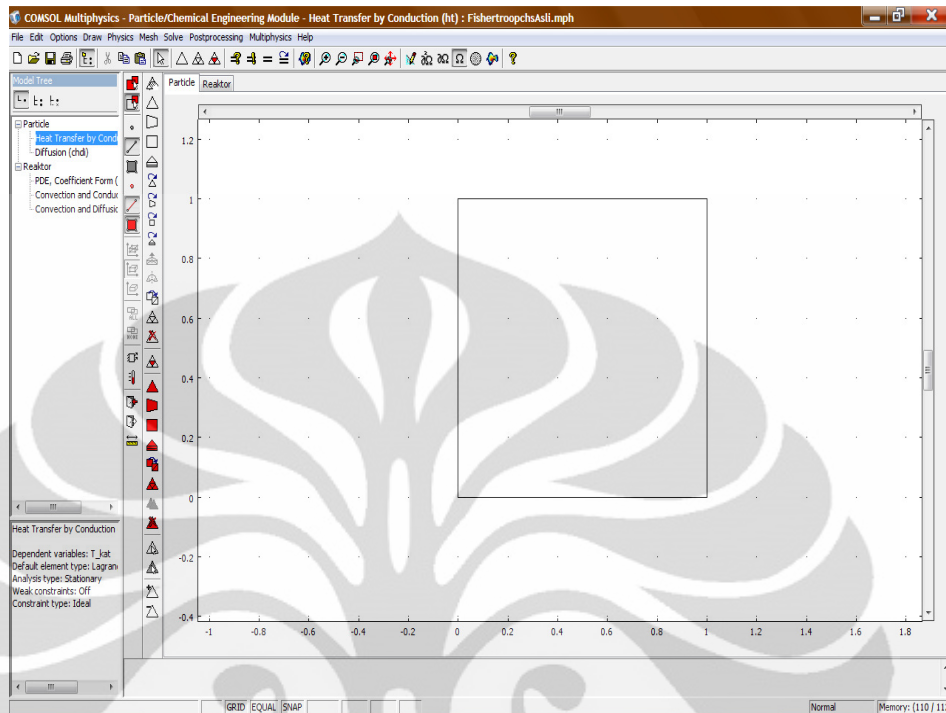 COMSOL Multiphysics - Particle/Chemical Engineering Module - Heat Transfer by Conduction (ht) : FishertroopchsAsli.mph
File Edit Options Draw Physics Mesh Solve Postprocessing Multiphysics Help
Model Tree
Particle
Heat Transfer by Cond
Diffusion (chdi)
Reaktor
PDE, Coefficient Form (
Convection and Conduc
Convection and Diffusic
Particle Reaktor
1.2
1
0.8
0.6
0.4
0.2
0
-0.2
-0.4
-1 -0.8 -0.6 -0.4 -0.2 0 0.2 0.4 0.6 0.8 1 1.2 1.4 1.6 1.8
Heat Transfer by Conduction
Dependent variables: T_kat
Default element type: Lagran
Analysis type: Stationary
Weak constraints: Off
Constraint type: Ideal
GRID EQUAL SNAP
Normal Memory: (110 / 11